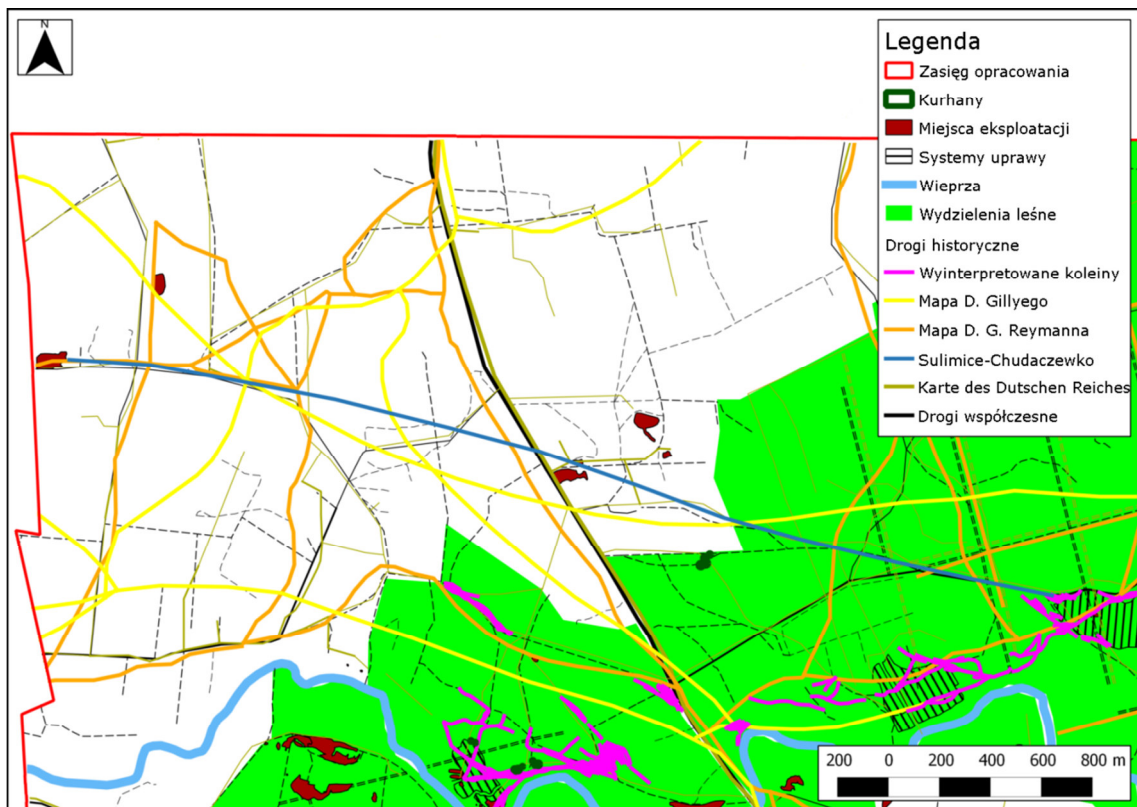 N
Legenda
Zasięg opracowania
Kurhany
Miejsca eksploatacji
Systemy uprawy
Wieprza
Wydzielenia leśne
Drogi historyczne
Wyinterpretowane koleiny
Mapa D. Gillyego
Mapa D. G. Reymanna
Sulimice-Chudaczewko
Karte des Dutschen Reiches
Drogi współczesne
200 0 200 400 600 800 m